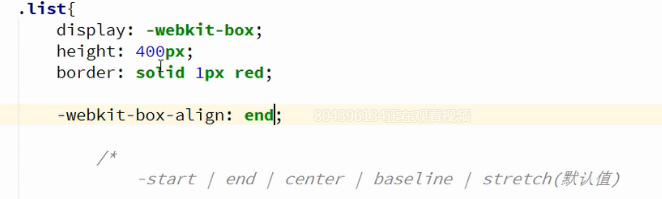 .list{
display: -webkit-box;
height: 400px;
border: solid 1px red;
-webkit-box-align: end;
/*
-start | end | center | baseline | stretch(默认值)